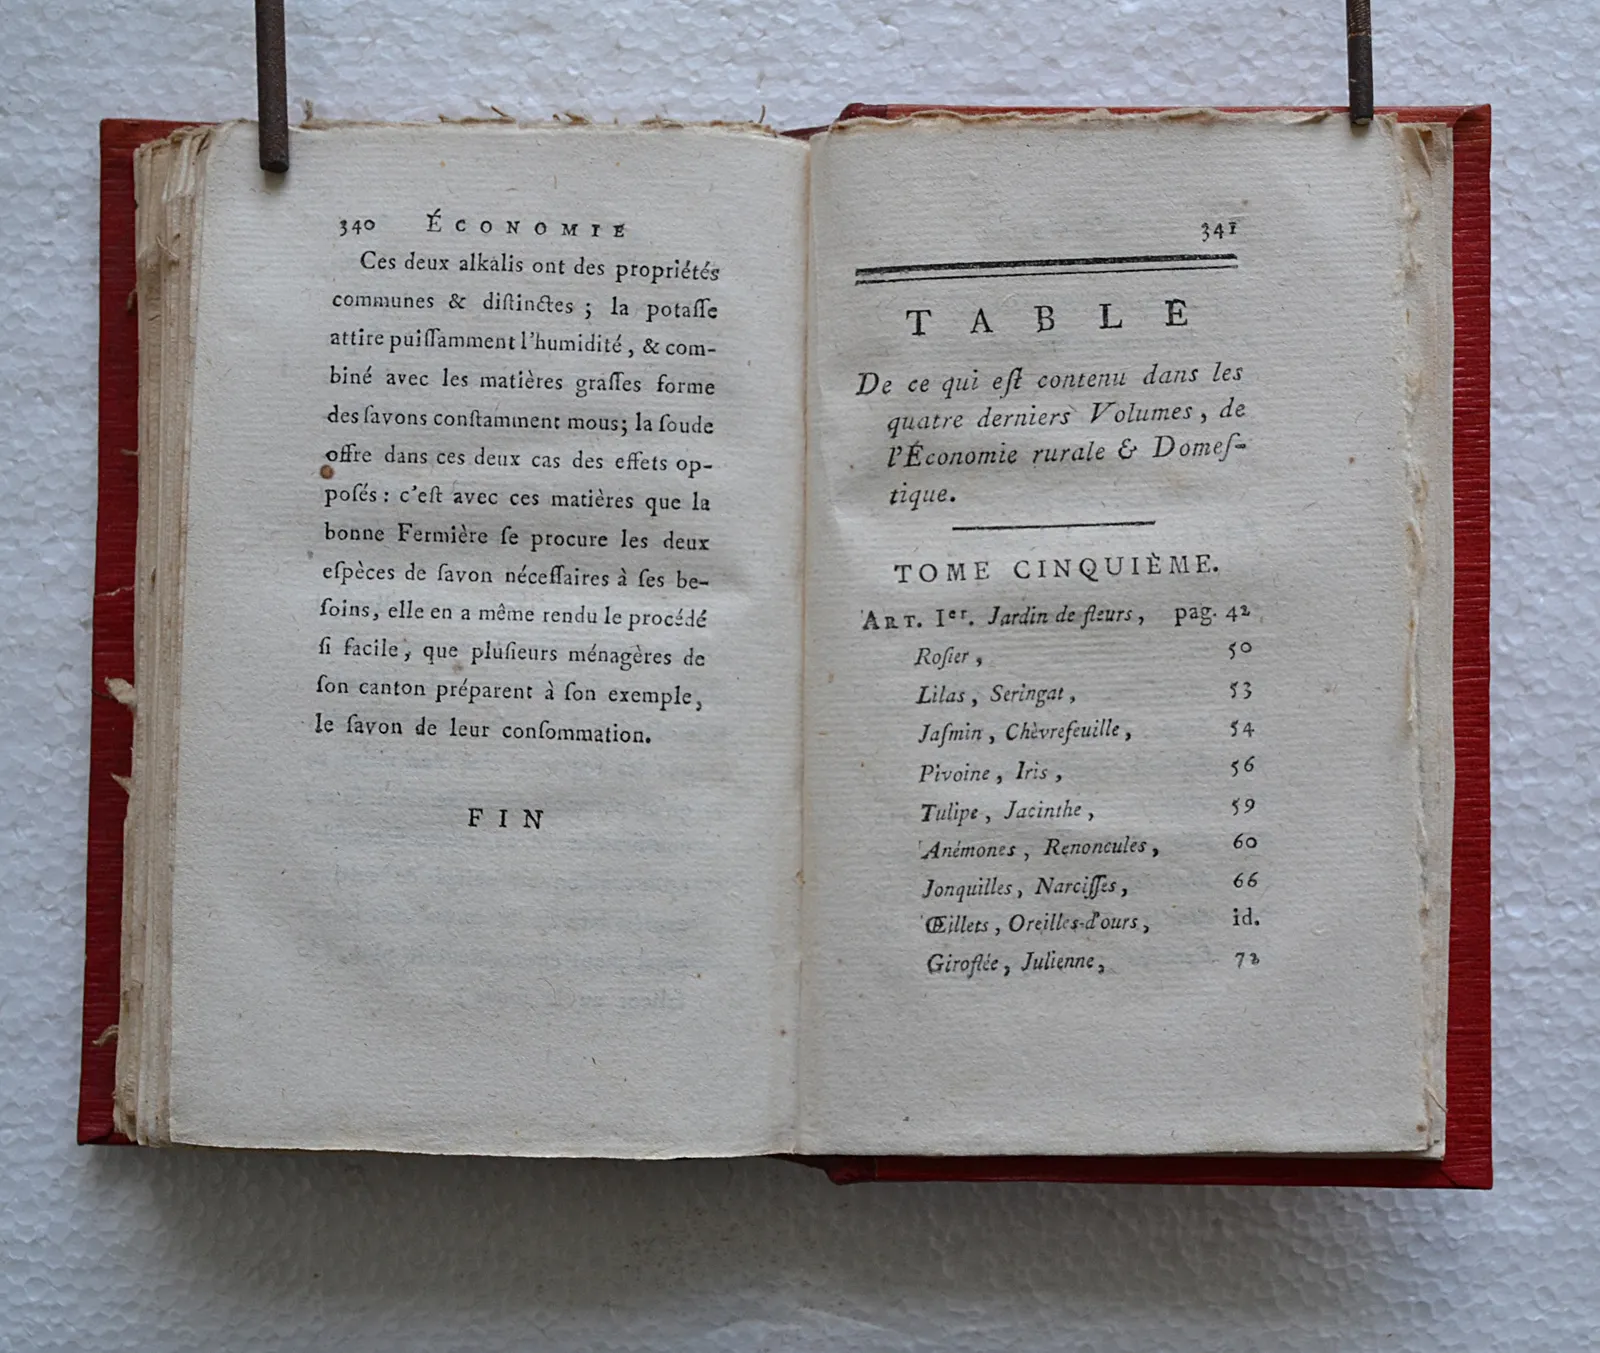 340 ÉCONOMIE
Ces deux alkalis ont des propriétés
communes & diſtinctes ; la potaſſe
attire puiſſamment l'humidité, & com-
biné avec les matières graſſes forme
des ſavons conſtamment mous; la ſoude
offre dans ces deux cas des effets op-
poſés : c'eſt avec ces matières que la
bonne Fermière ſe procure les deux
eſpèces de ſavon néceſſaires à ſes be-
ſoins, elle en a même rendu le procédé
ſi facile, que pluſieurs ménagères de
ſon canton préparent à ſon exemple,
le ſavon de leur conſommation.
FIN
341
TABLE
De ce qui eſt contenu dans les
quatre derniers Volumes, de
l'Économie rurale & Domeſ-
tique.
TOME CINQUIÈME.
ART. Ier. Jardin de fleurs, pag. 42
Roſier, 50
Lilas, Seringat, 53
Jaſmin, Chèvrefeuille, 54
Pivoine, Iris, 56
Tulipe, Jacinthe, 59
Anémones, Renoncules, 60
Jonquilles, Narciſſes, 66
Œillets, Oreilles-d'ours, id.
Giroflée, Julienne, 72